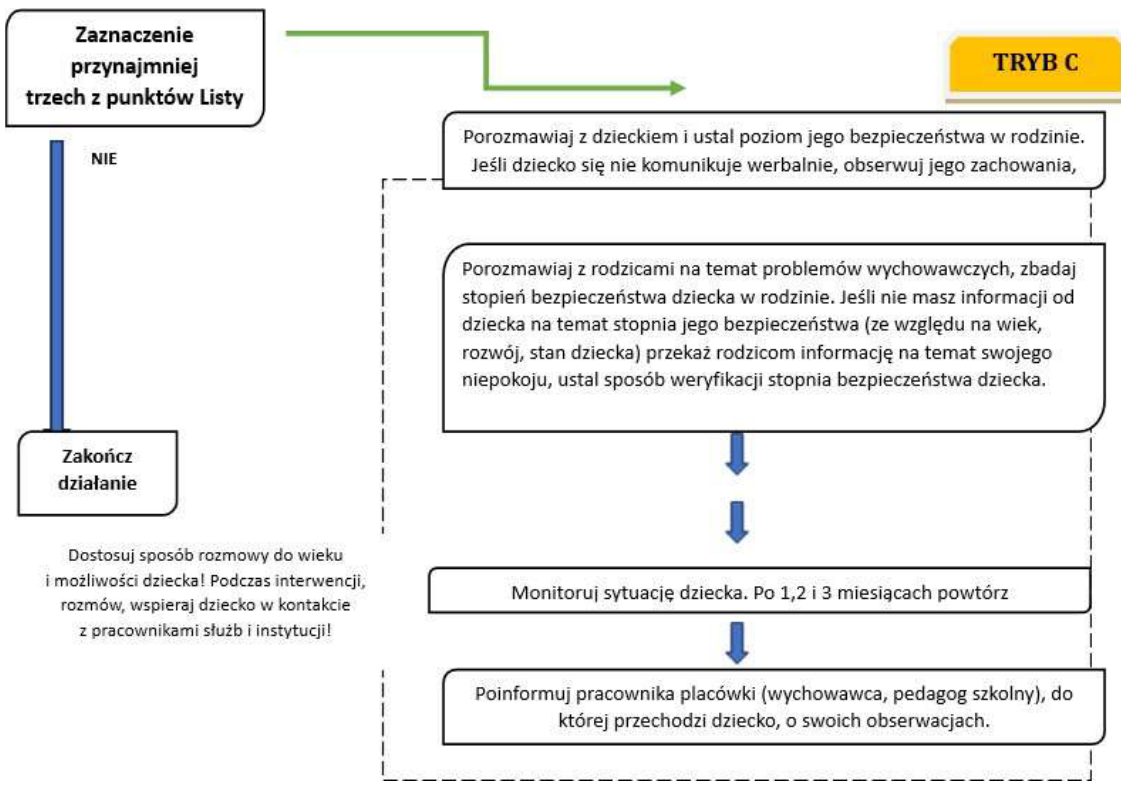 Zaznaczenie
przynajmniej
trzech z punktów Listy
TRYB C
NIE
Porozmawiaj z dzieckiem i ustal poziom jego bezpieczeństwa w rodzinie.
Jeśli dziecko się nie komunikuje werbalnie, obserwuj jego zachowania,
Porozmawiaj z rodzicami na temat problemów wychowawczych, zbadaj
stopień bezpieczeństwa dziecka w rodzinie. Jeśli nie masz informacji od
dziecka na temat stopnia jego bezpieczeństwa (ze względu na wiek,
rozwój, stan dziecka) przekaż rodzicom informację na temat swojego
niepokoju, ustal sposób weryfikacji stopnia bezpieczeństwa dziecka.
Zakończ
działanie
Dostosuj sposób rozmowy do wieku
i możliwości dziecka! Podczas interwencji,
rozmów, wspieraj dziecko w kontakcie
z pracownikami służb i instytucji!
Monitoruj sytuację dziecka. Po 1,2 i 3 miesiącach powtórz
Poinformuj pracownika placówki (wychowawca, pedagog szkolny), do
której przechodzi dziecko, o swoich obserwacjach.